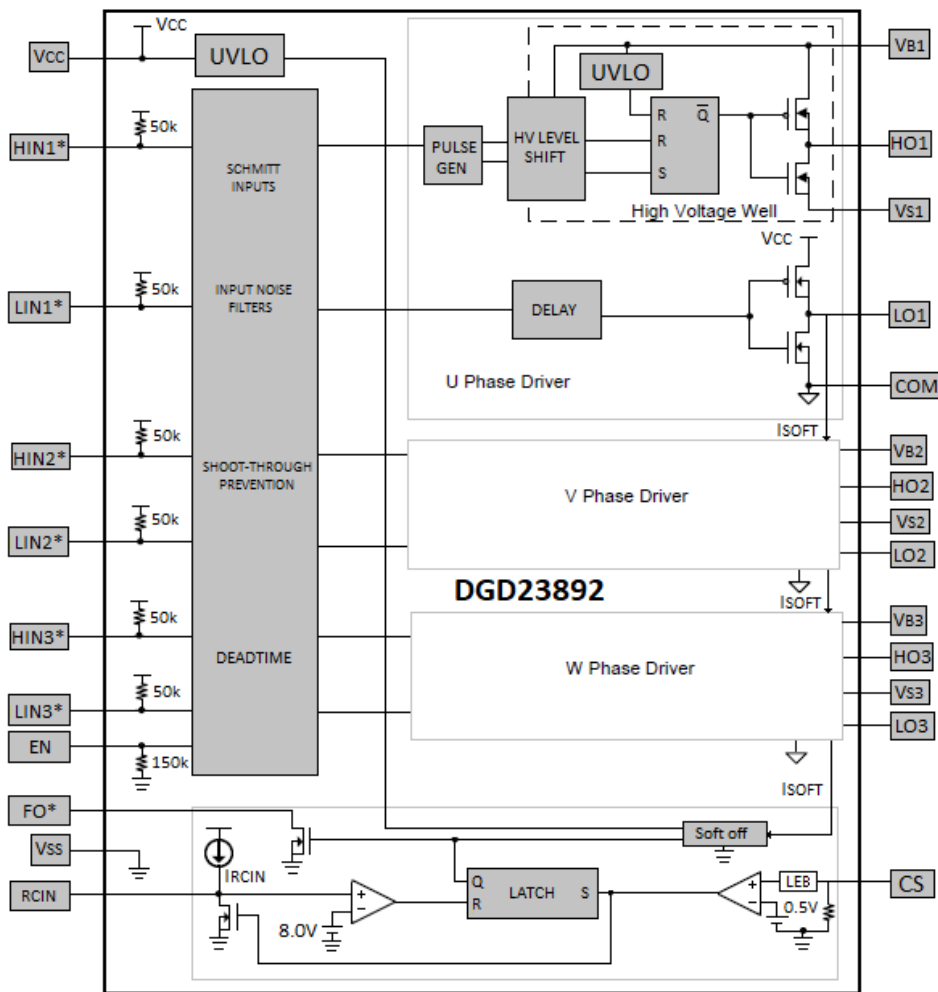 VCC
VCC
UVLO
VB1
UVLO
50k
HIN1*
PULSE
GEN
HV LEVEL
SHIFT
R
Q
R
S
HO1
SCHMITT
INPUTS
High Voltage Well
VS1
VCC
50k
LIN1*
INPUT NOISE
FILTERS
DELAY
LO1
U Phase Driver
COM
ISOFT
50k
HIN2*
SHOOT-THROUGH
PREVENTION
V Phase Driver
VB2
HO2
VS2
LO2
50k
LIN2*
DGD23892
ISOFT
50k
HIN3*
DEADTIME
W Phase Driver
VB3
HO3
VS3
LO3
50k
LIN3*
EN
150k
ISOFT
FO*
Soft off
VSS
IRCIN
RCIN
8.0V
+
−
Q
R
LATCH
S
+
−
LEB
0.5V
CS